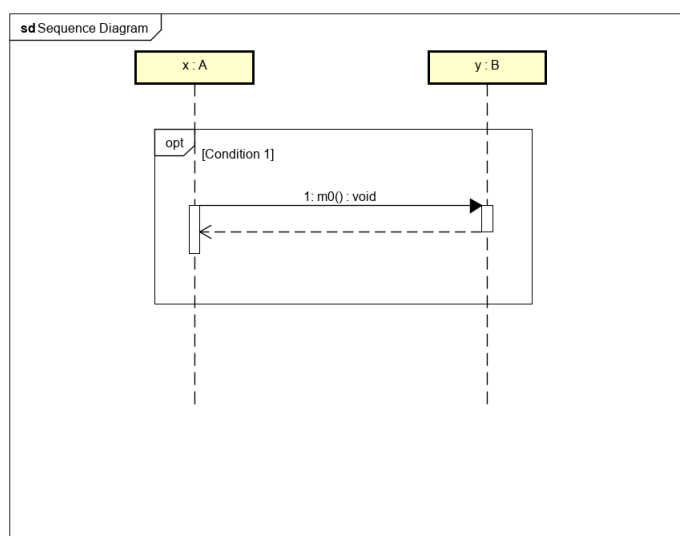 sd Sequence Diagram
x : A
y : B
opt
[Condition 1]
1: m0() : void